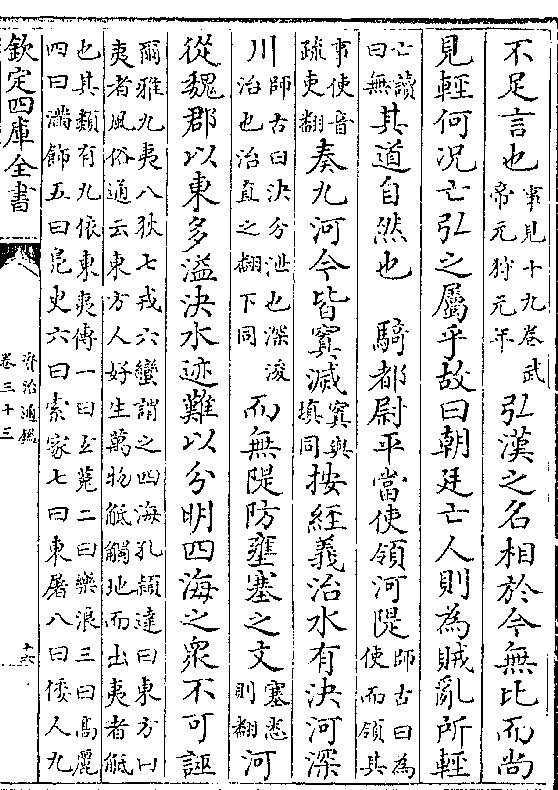 不足言也事見十九卷武帝元狩元年弘漢之名相於今無比而尚
見輕何况亡弘之屬乎故曰朝廷亡人則為賊亂所輕
亡讀曰無其道自然也　騎都尉平當使領河隄師古曰為使而領其
事使音疏吏翻奏九河今皆窴滅窴與填同按經義治水有決河深
川師古曰決分泄也深浚治也治直之翻下同而無隄防壅塞之文塞悉則翻河
從魏郡以東多溢決水迹難以分明四海之衆不可誣
爾雅九夷八狄七戎六蠻謂之四海孔頴達曰東方曰
夷者風俗通云東方人好生萬物觝觸地而出夷者觝
也其類有九依東夷傳一曰玄菟二曰樂浪三曰高麗
四曰滿飾五曰鳧史六曰索家七曰東屠八曰倭人九
欽定四庫全書
資治通鑑
卷三十三
十六